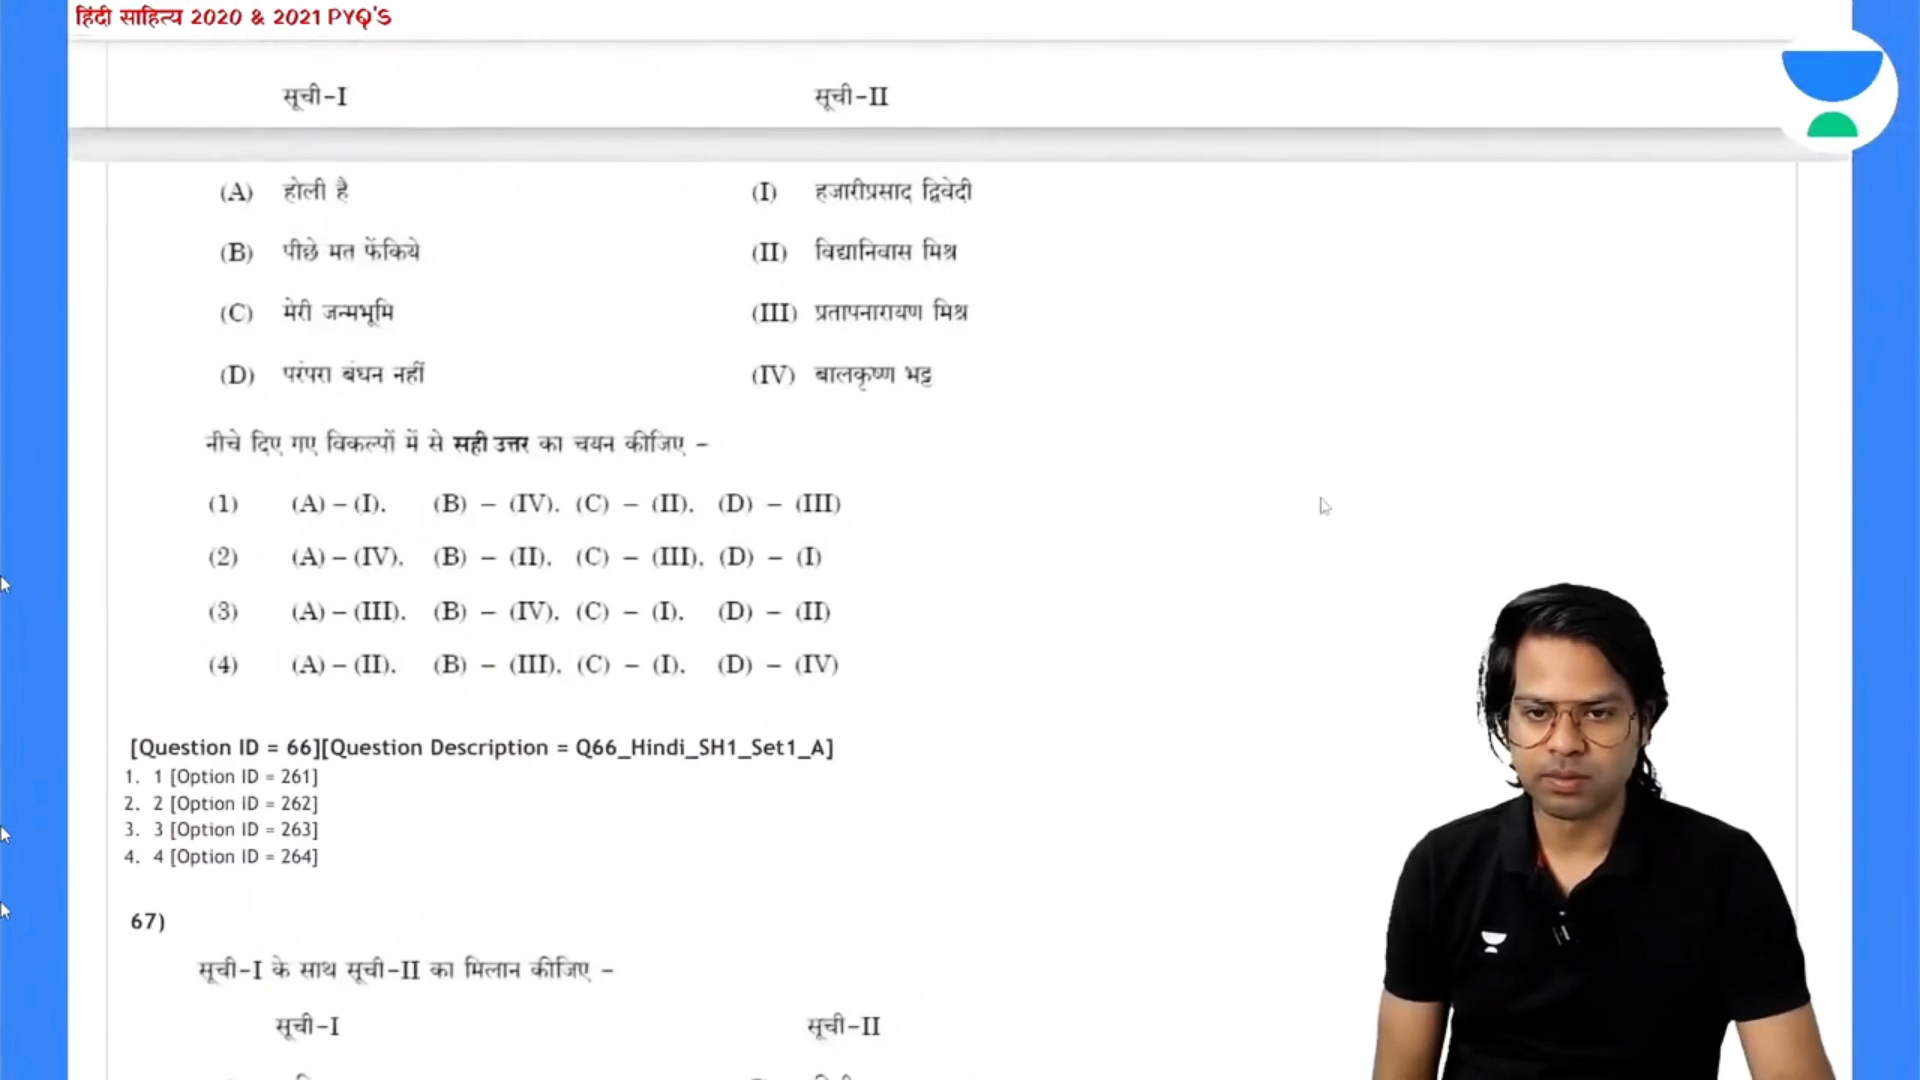 हिंदी साहित्य 2020 & 2021 PYQ'S
सूची-I सूची-II
(A) होली है (I) हजारीप्रसाद द्विवेदी
(B) पीछे मत फेंकिये (II) विद्यानिवास मिश्र
(C) मेरी जन्मभूमि (III) प्रतापनारायण मिश्र
(D) परंपरा बंधन नहीं (IV) बालकृष्ण भट्ट
नीचे दिए गए विकल्पों में से सही उत्तर का चयन कीजिए –
(1) (A) – (I), (B) – (IV), (C) – (II), (D) – (III)
(2) (A) – (IV), (B) – (II), (C) – (III), (D) – (I)
(3) (A) – (III), (B) – (IV), (C) – (I), (D) – (II)
(4) (A) – (II), (B) – (III), (C) – (I), (D) – (IV)
[Question ID = 66][Question Description = Q66_Hindi_SH1_Set1_A]
1. 1 [Option ID = 261]
2. 2 [Option ID = 262]
3. 3 [Option ID = 263]
4. 4 [Option ID = 264]
67)
सूची-I के साथ सूची-II का मिलान कीजिए –
सूची-I सूची-II